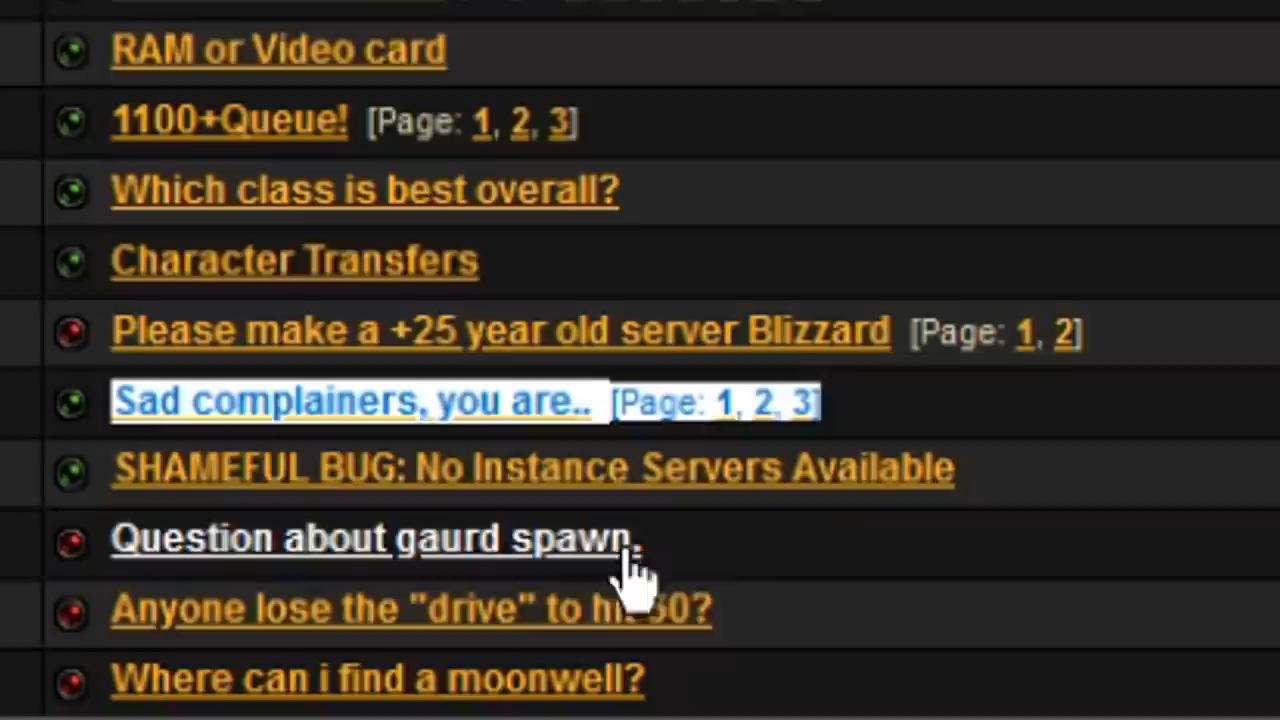 RAM or Video card
1100+Queue! [Page: 1, 2, 3]
Which class is best overall?
Character Transfers
Please make a +25 year old server Blizzard [Page: 1, 2]
Sad complainers, you are.. [Page: 1, 2, 3]
SHAMEFUL BUG: No Instance Servers Available
Question about gaurd spawn.
Anyone lose the "drive" to hit 60?
Where can i find a moonwell?